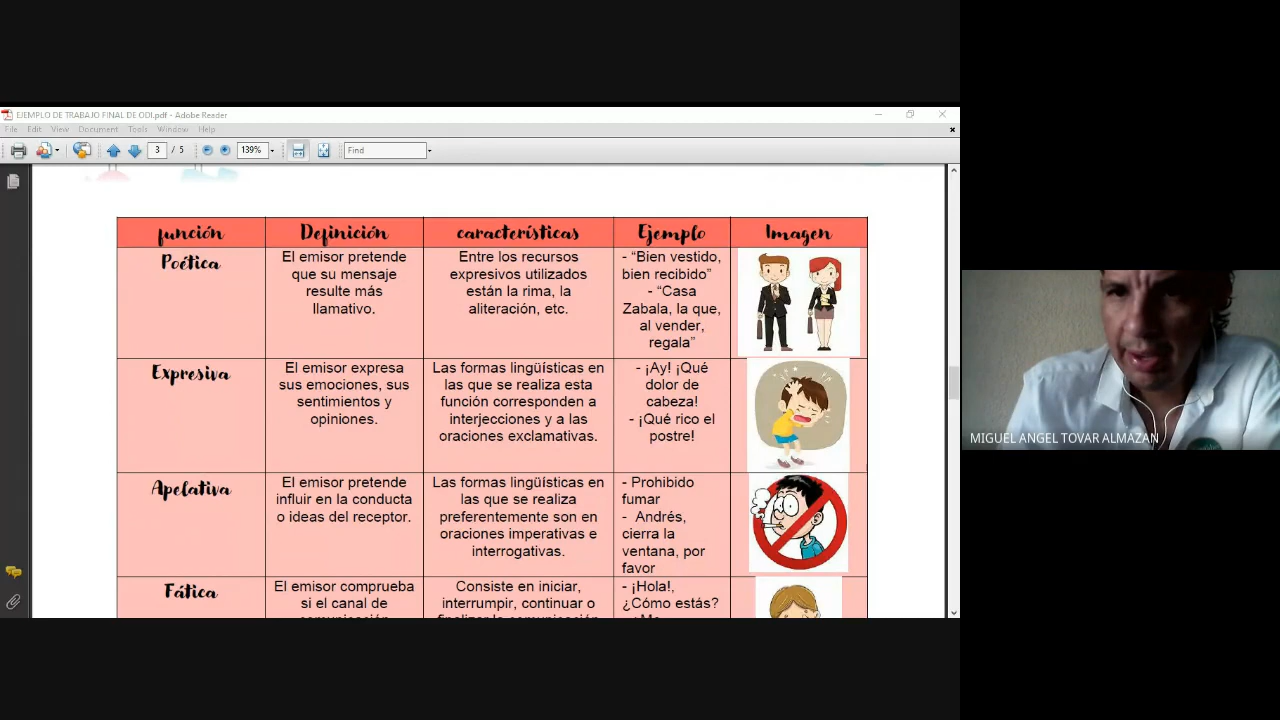 EJEMPLO DE TRABAJO FINAL DE ODI.pdf - Adobe Reader
File Edit View Document Tools Window Help
3 / 5 139% Find
función Definición características Ejemplo Imagen
Poética
El emisor pretende
que su mensaje
resulte más
llamativo.
Entre los recursos
expresivos utilizados
están la rima, la
aliteración, etc.
- “Bien vestido,
bien recibido”
- “Casa
Zabala, la que,
al vender,
regala”
Expresiva
El emisor expresa
sus emociones, sus
sentimientos y
opiniones.
Las formas lingüísticas en
las que se realiza esta
función corresponden a
interjecciones y a las
oraciones exclamativas.
- ¡Ay! ¡Qué
dolor de
cabeza!
- ¡Qué rico el
postre!
Apelativa
El emisor pretende
influir en la conducta
o ideas del receptor.
Las formas lingüísticas en
las que se realiza
preferentemente son en
oraciones imperativas e
interrogativas.
- Prohibido
fumar
- Andrés,
cierra la
ventana, por
favor
Fática
El emisor comprueba
si el canal de
Consiste en iniciar,
interrumpir, continuar o
- ¡Hola!,
¿Cómo estás?
MIGUEL ANGEL TOVAR ALMAZAN